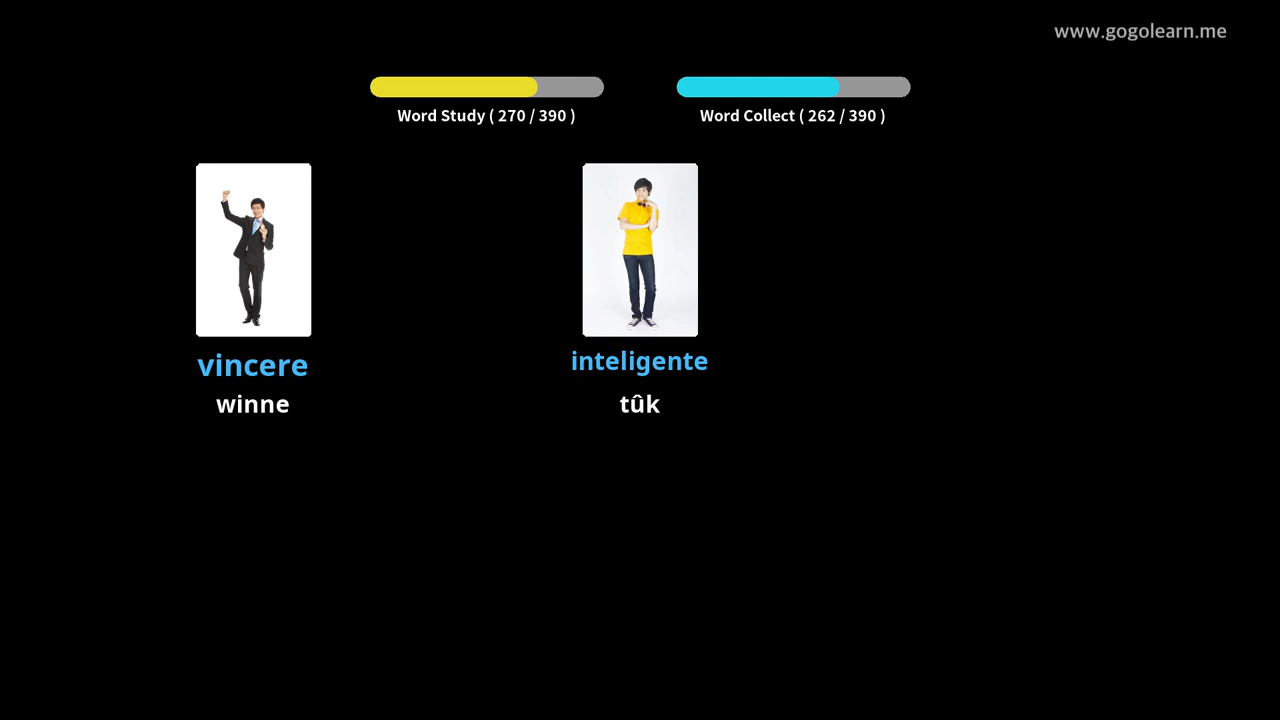 www.gogolearn.me
Word Study ( 270 / 390 )
Word Collect ( 262 / 390 )
vincere
winne
inteligente
tûk